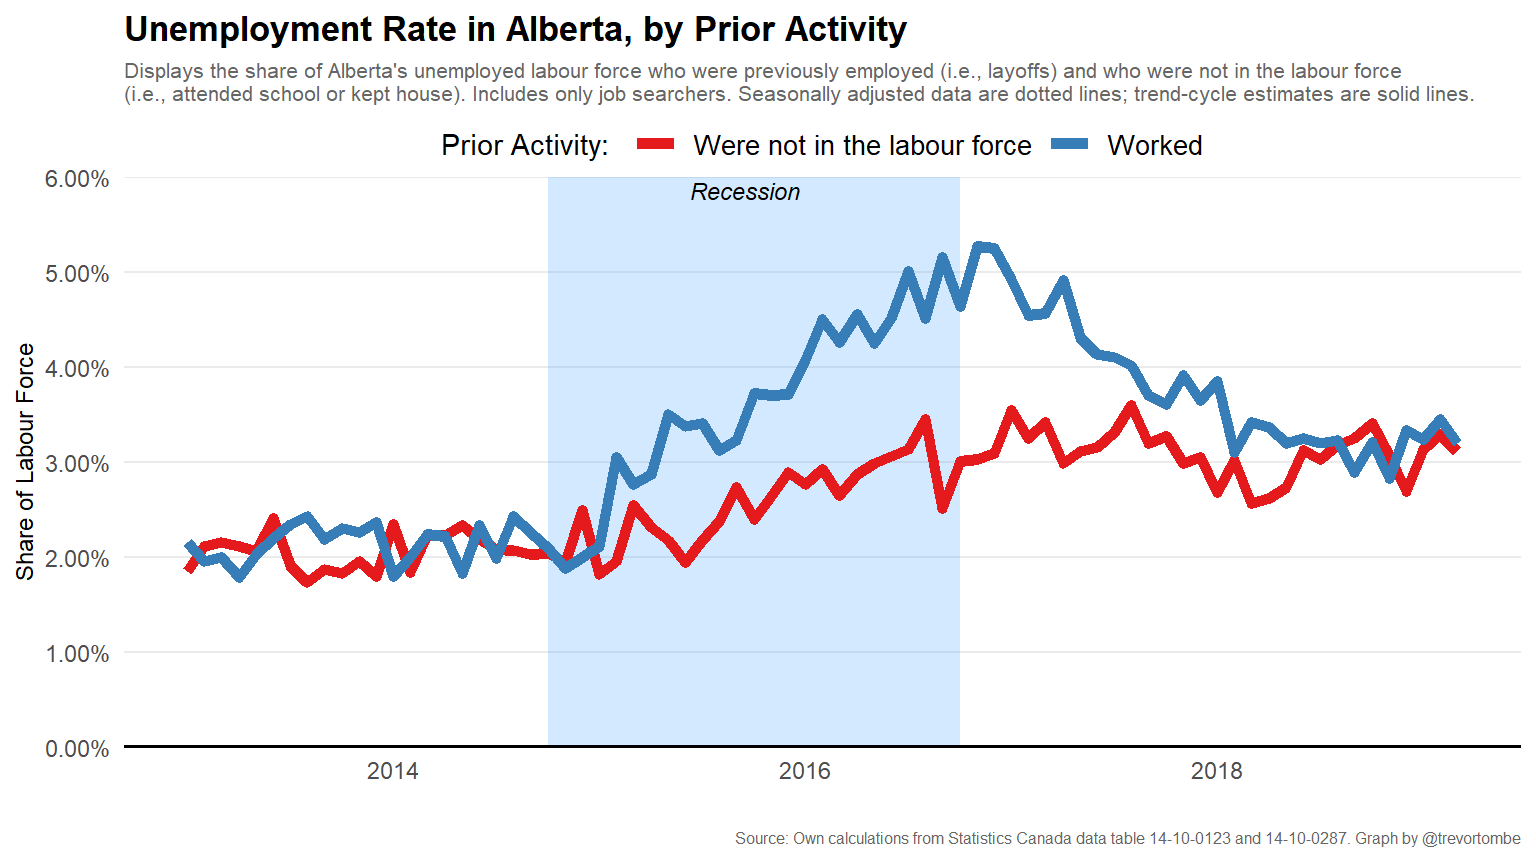 Unemployment Rate in Alberta, by Prior Activity
Displays the share of Alberta's unemployed labour force who were previously employed (i.e., layoffs) and who were not in the labour force
(i.e., attended school or kept house). Includes only job searchers. Seasonally adjusted data are dotted lines; trend-cycle estimates are solid lines.
Prior Activity: Were not in the labour force Worked
6.00%
Recession
5.00%
4.00%
3.00%
2.00%
1.00%
0.00%
Share of Labour Force
2014 2016 2018
Source: Own calculations from Statistics Canada data table 14-10-0123 and 14-10-0287. Graph by @trevortombe